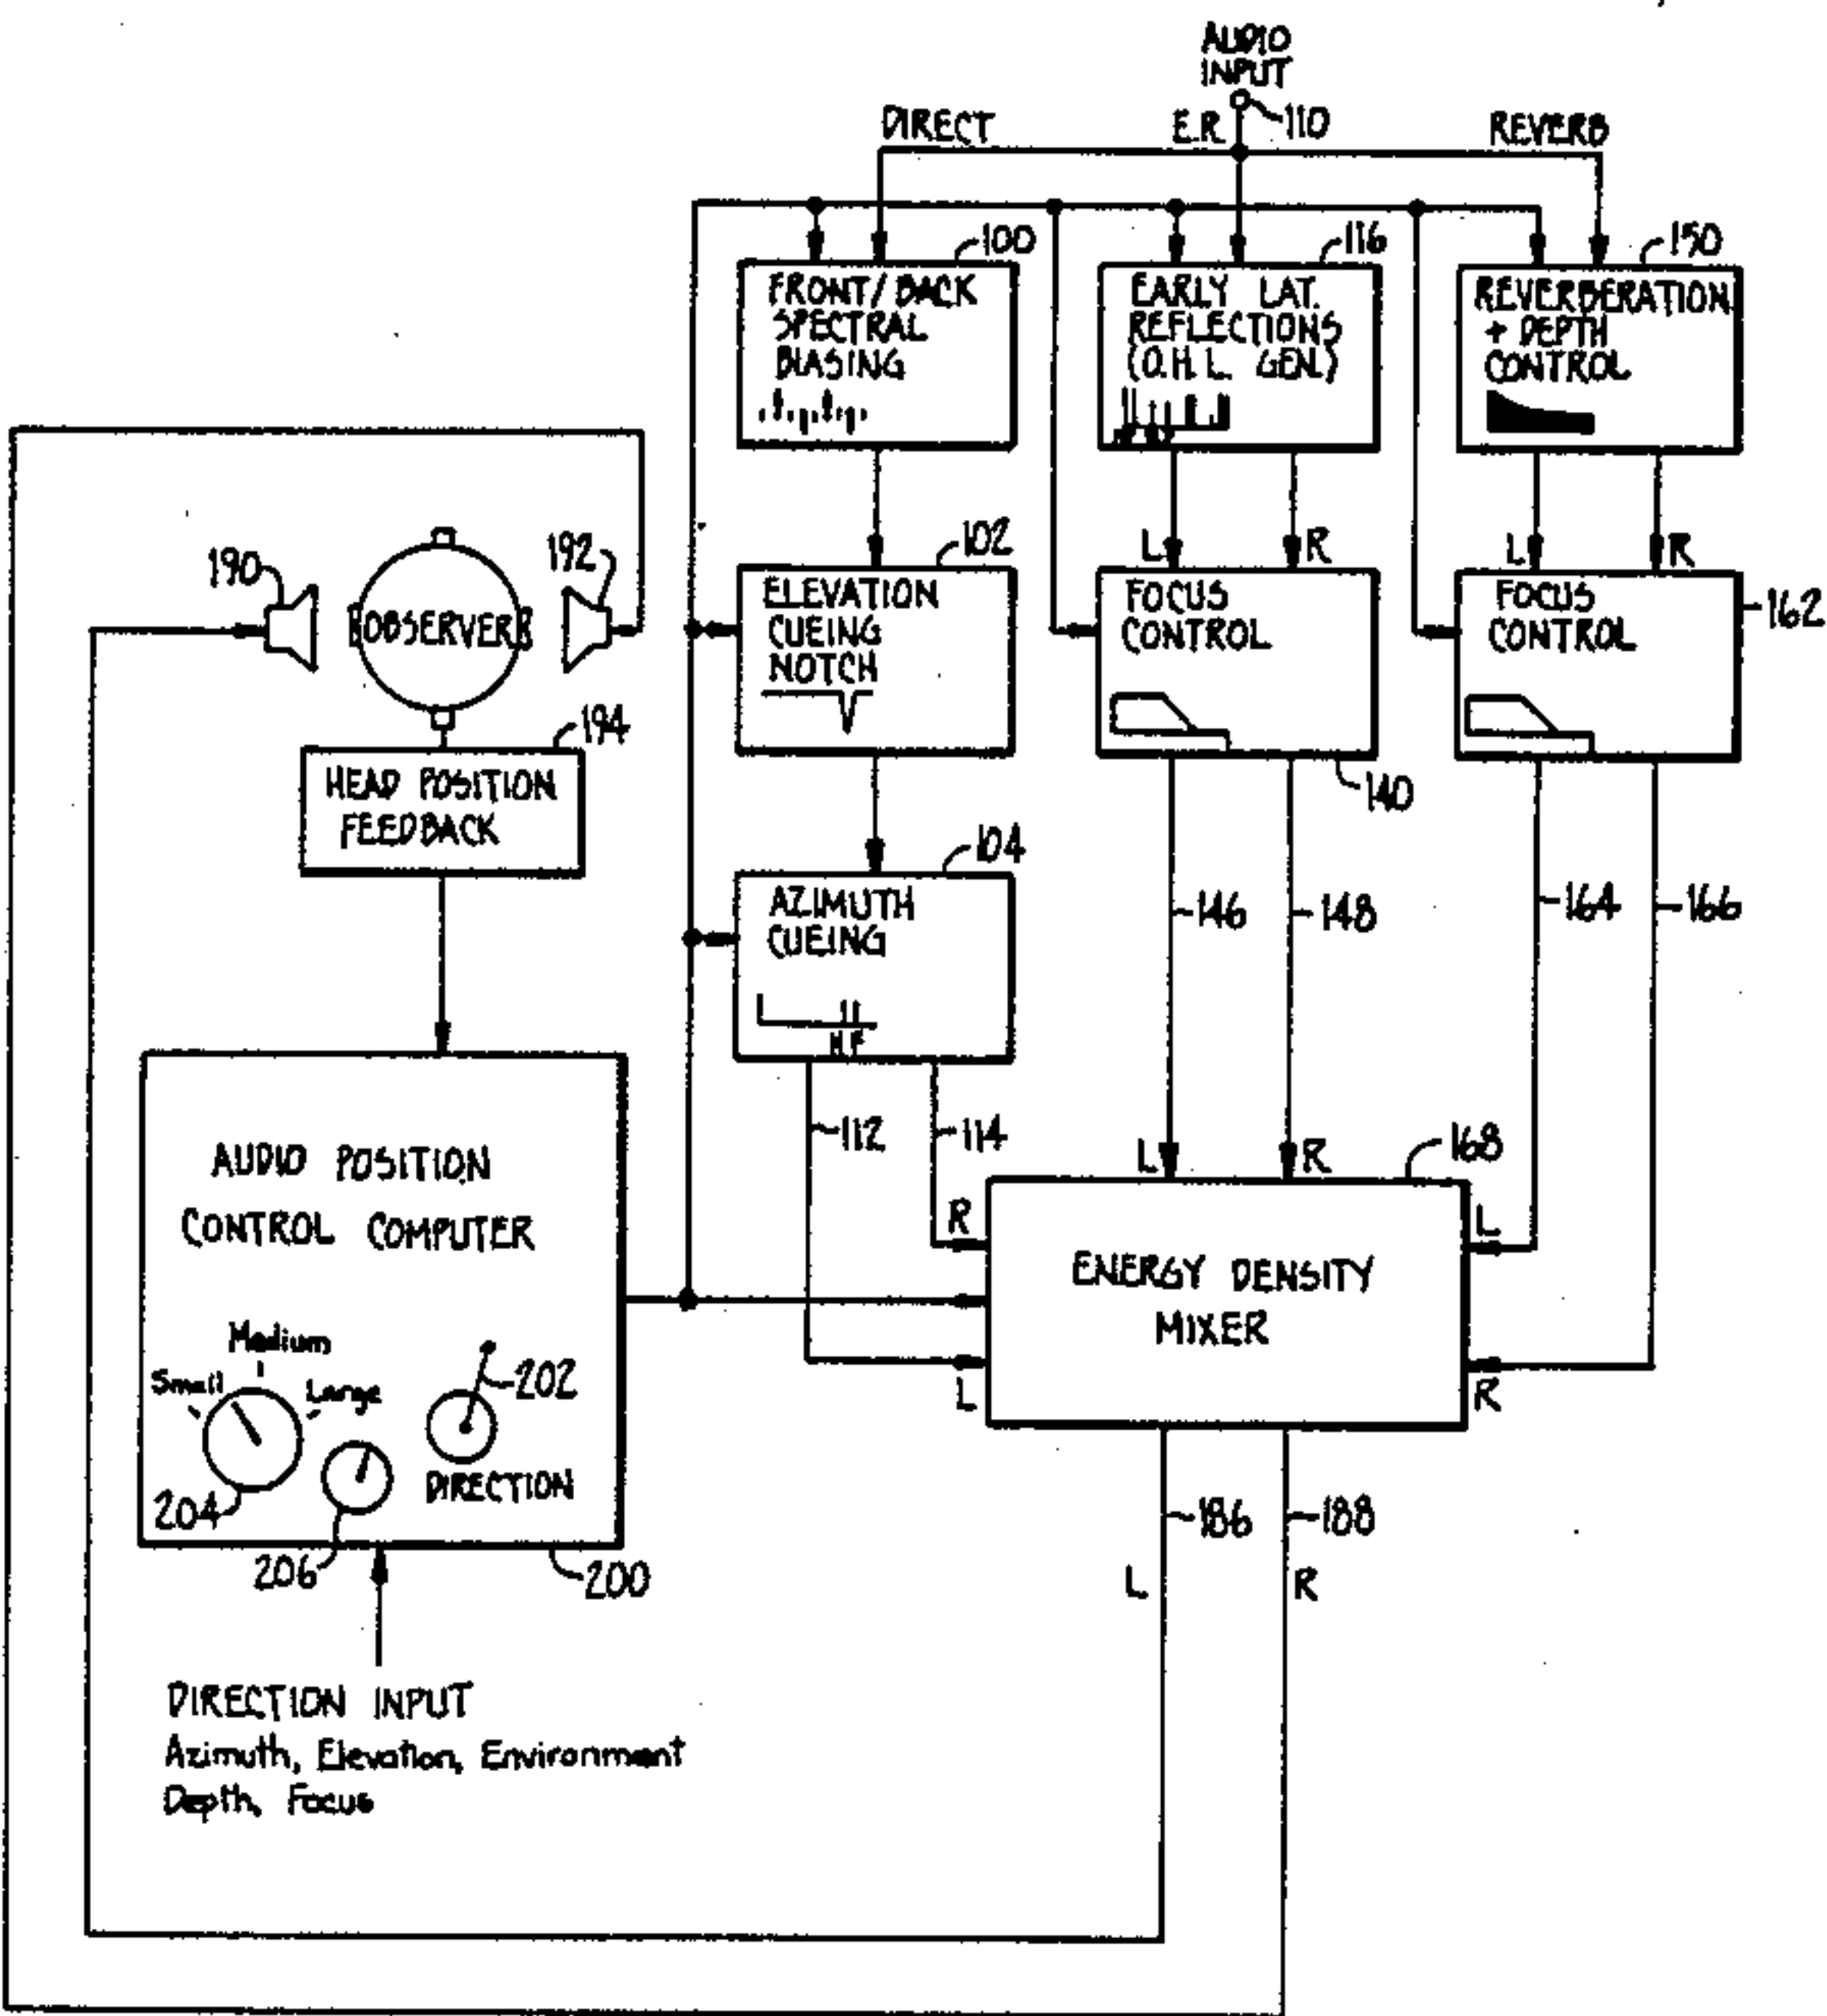 AUDIO
INPUT
110
DIRECT
E.R.
REVERB
100
FRONT/BACK
SPECTRAL
BIASING
116
EARLY LAT.
REFLECTIONS
(O.H.L. GEN.)
150
REVERBERATION
+ DEPTH
CONTROL
190
OBSERVER
192
102
ELEVATION
CUEING
NOTCH
L
R
FOCUS
CONTROL
140
L
R
FOCUS
CONTROL
162
194
HEAD POSITION
FEEDBACK
104
AZIMUTH
CUEING
146
148
164
166
112
114
AUDIO POSITION
CONTROL COMPUTER
L
R
168
R
L
ENERGY DENSITY
MIXER
L
R
Small
Medium
Large
202
DIRECTION
204
206
200
186
188
L
R
DIRECTION INPUT
Azimuth, Elevation, Environment
Depth, Focus